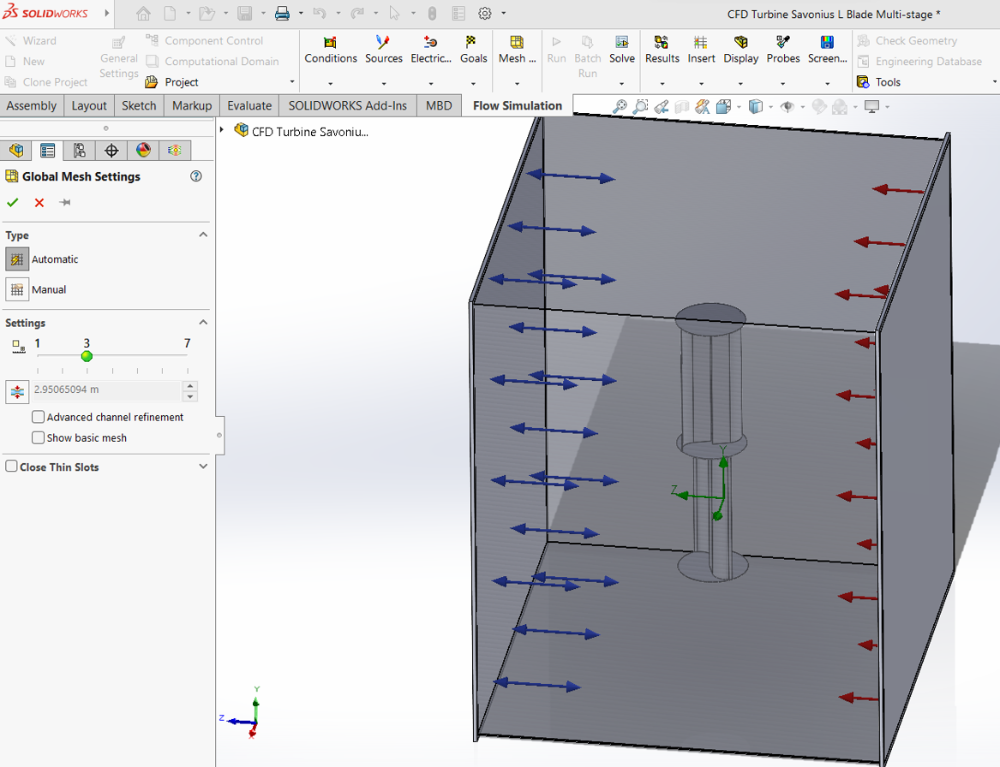 SOLIDWORKS
CFD Turbine Savonius L Blade Multi-stage *
Wizard
New
Clone Project
General Settings
Component Control
Computational Domain
Project
Conditions
Sources
Electric...
Goals
Mesh ...
Run
Batch Run
Solve
Results
Insert
Display
Probes
Screen...
Check Geometry
Engineering Database
Tools
Assembly
Layout
Sketch
Markup
Evaluate
SOLIDWORKS Add-Ins
MBD
Flow Simulation
CFD Turbine Savoniu...
Global Mesh Settings
Type
Automatic
Manual
Settings
1 3 7
2.95065094 m
Advanced channel refinement
Show basic mesh
Close Thin Slots
Y
Z
Y
Z